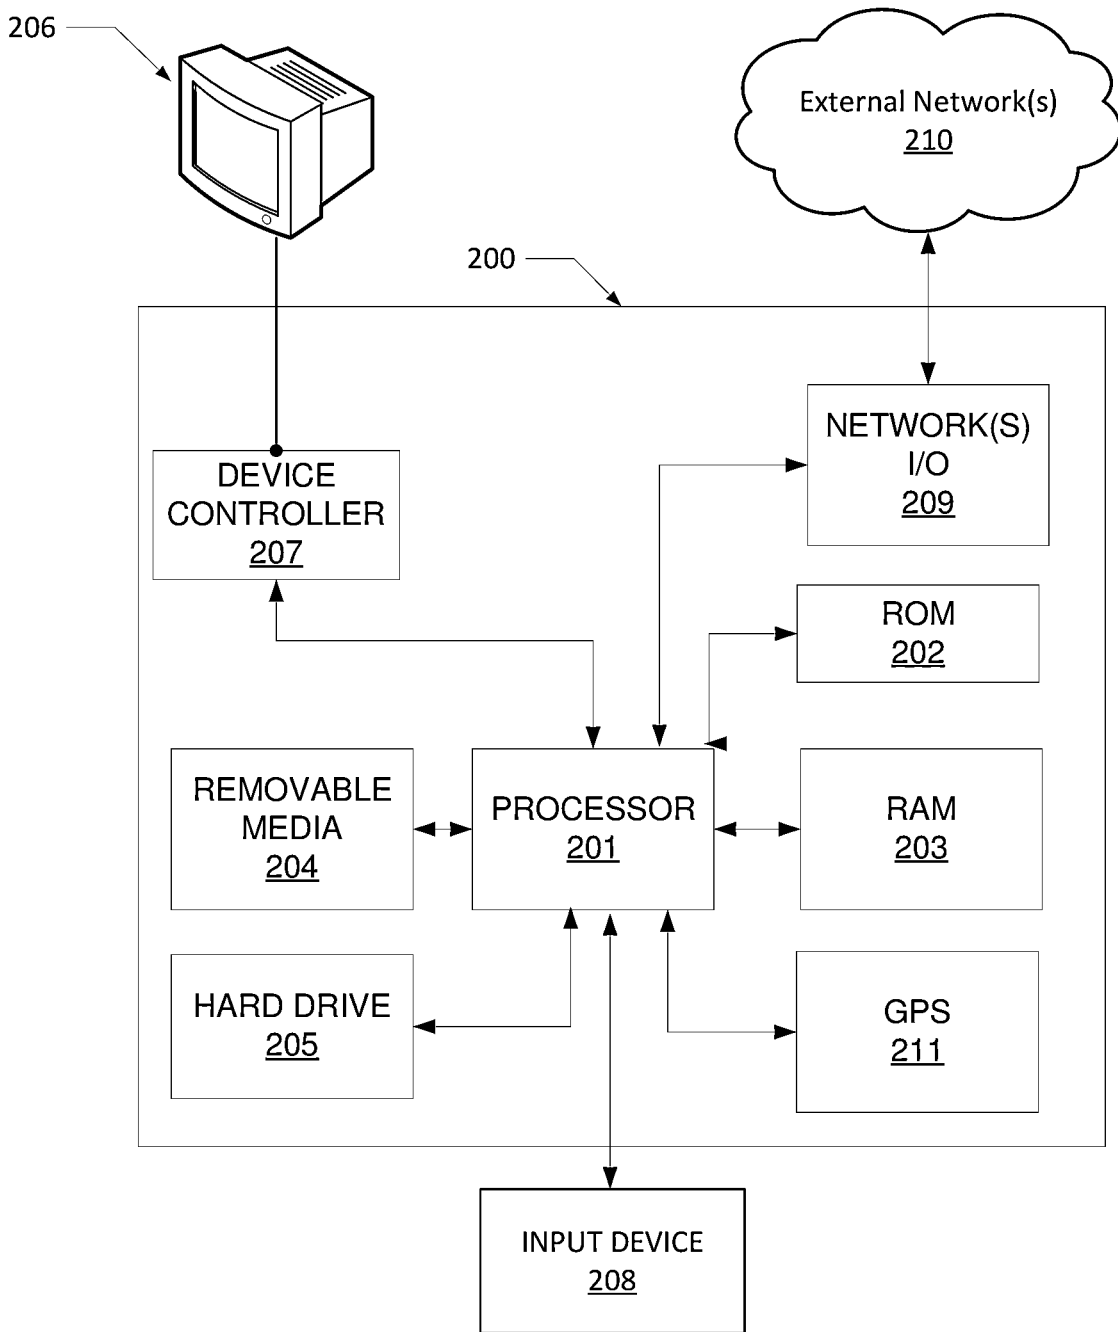 206
External Network(s)
210
200
NETWORK(S)
I/O
209
DEVICE
CONTROLLER
207
ROM
202
REMOVABLE
MEDIA
204
PROCESSOR
201
RAM
203
HARD DRIVE
205
GPS
211
INPUT DEVICE
208